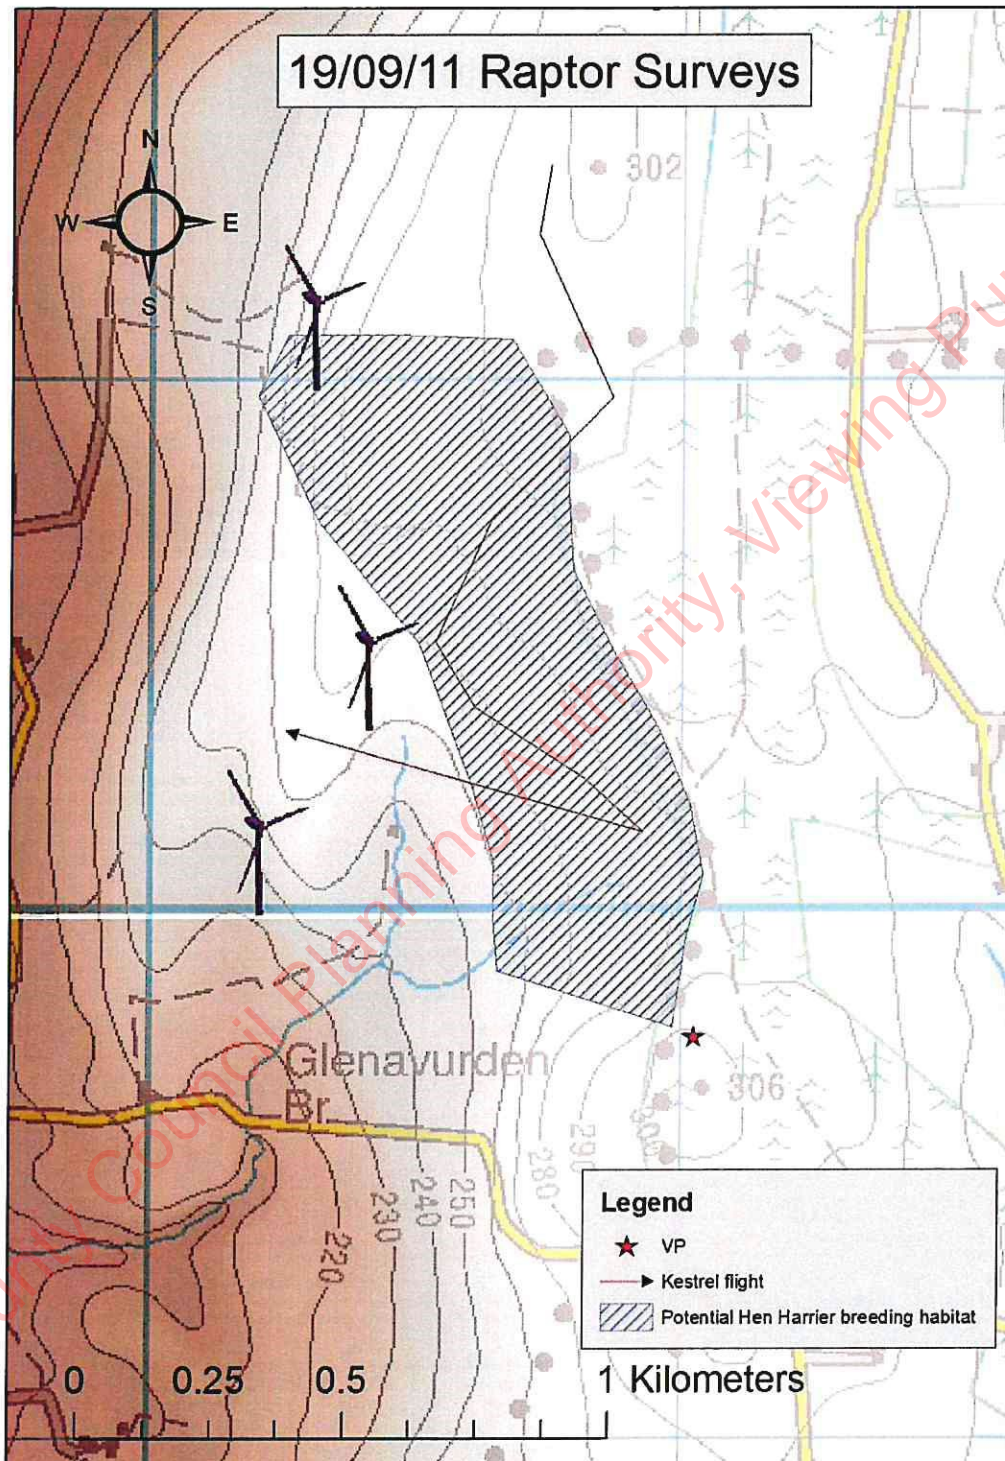 19/09/11 Raptor Surveys
N
W
E
S
302
Glenavurden
Br.
306
300
290
280
250
240
230
220
Legend
VP
Kestrel flight
Potential Hen Harrier breeding habitat
0 0.25 0.5 1 Kilometers
County Council Planning Authority, Viewing Pu